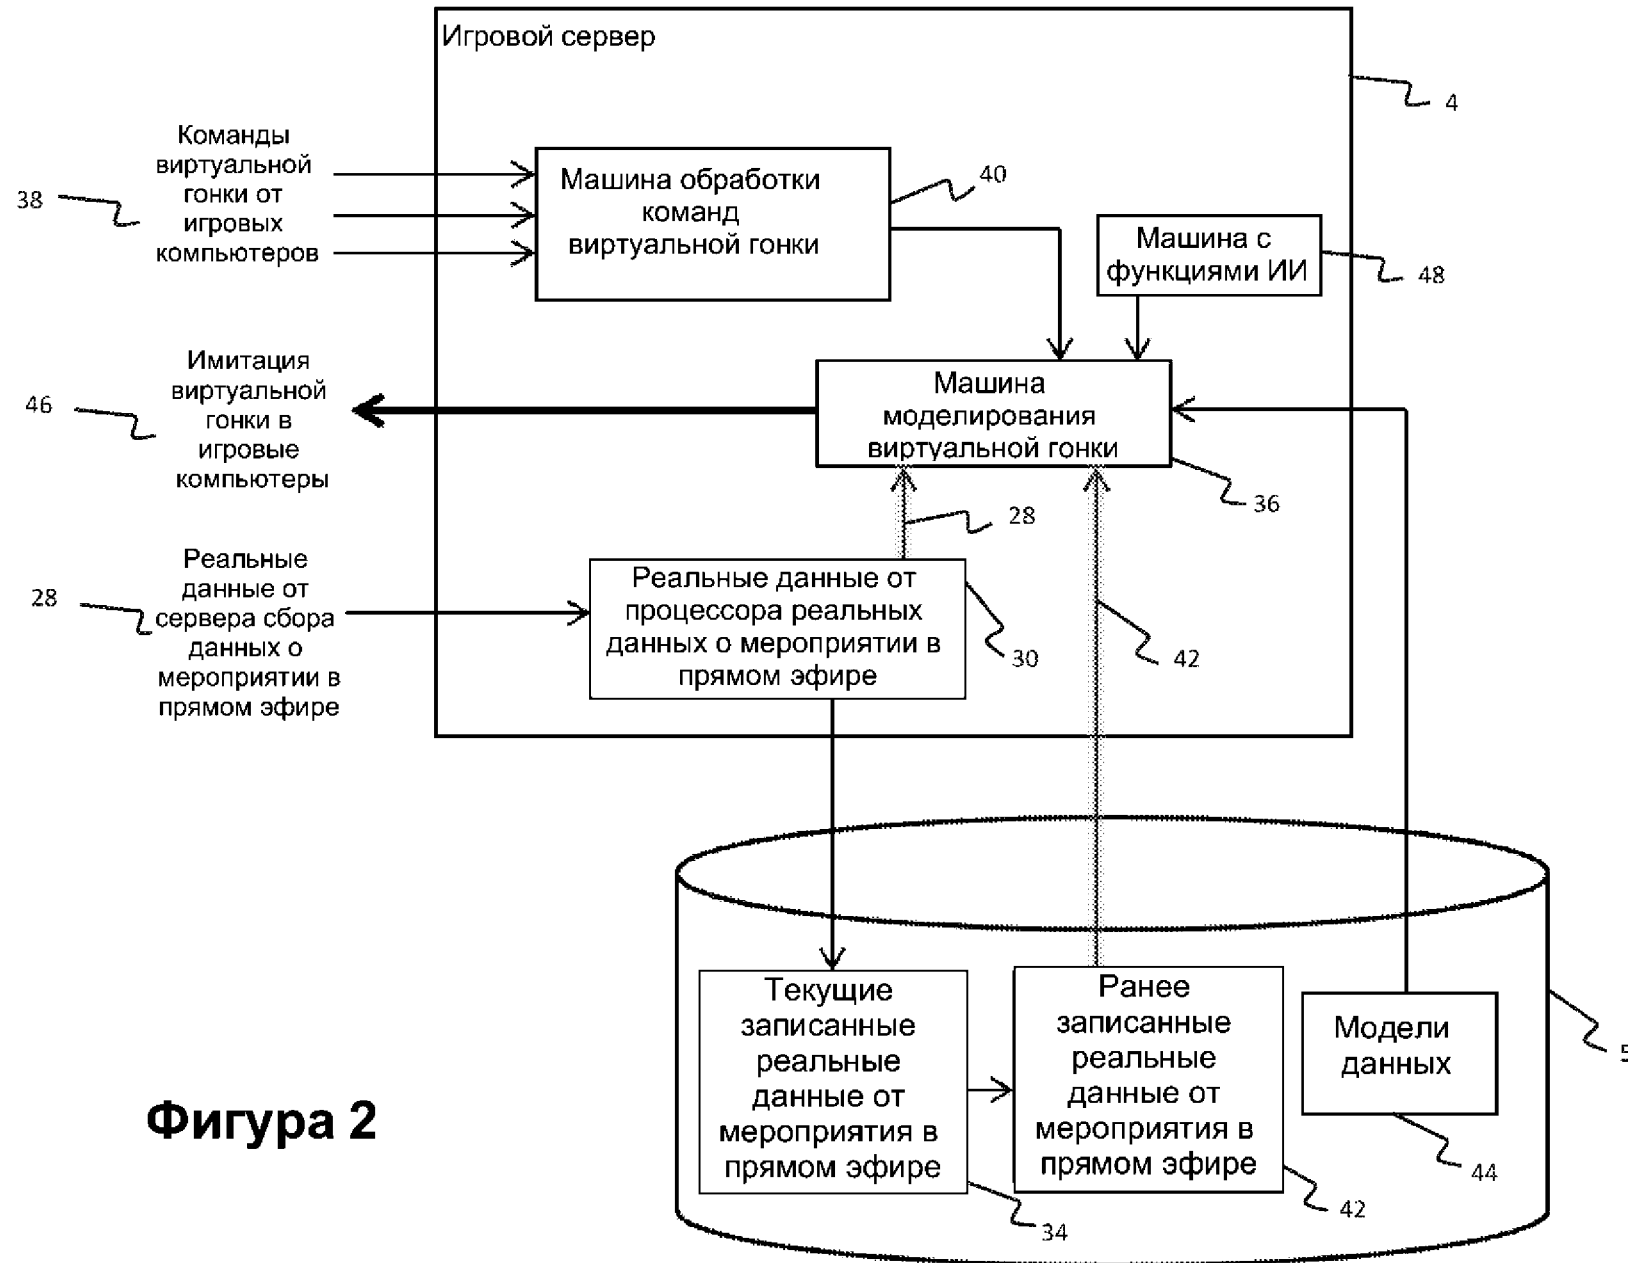 Игровой сервер
4
Команды
виртуальной
гонки от
игровых
компьютеров
38
Машина обработки
команд
виртуальной гонки
40
Машина с
функциями ИИ
48
Имитация
виртуальной
гонки в
игровые
компьютеры
46
Машина
моделирования
виртуальной гонки
36
28
Реальные
данные от
сервера сбора
данных о
мероприятии в
прямом эфире
28
Реальные данные от
процессора реальных
данных о мероприятии в
прямом эфире
30
42
Текущие
записанные
реальные
данные от
мероприятия в
прямом эфире
34
Ранее
записанные
реальные
данные от
мероприятия в
прямом эфире
42
Модели
данных
44
5
Фигура 2